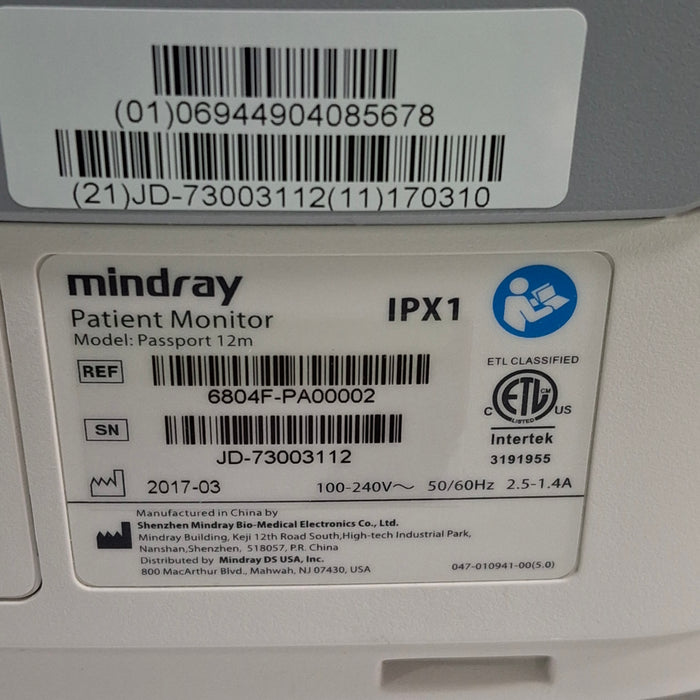 (01)06944904085678
(21)JD-73003112(11)170310
mindray
IPX1
Patient Monitor
Model: Passport 12m
ETL CLASSIFIED
REF
6804F-PA00002
C ETL CM US
LISTED
SN
Intertek
JD-73003112
3191955
2017-03 100-240V～ 50/60Hz 2.5-1.4A
Manufactured in China by
Shenzhen Mindray Bio-Medical Electronics Co., Ltd.
Mindray Building, Keji 12th Road South,High-tech Industrial Park,
Nanshan,Shenzhen, 518057, P.R. China
Distributed by Mindray DS USA, Inc.
800 MacArthur Blvd., Mahwah, NJ 07430, USA
047-010941-00(5.0)